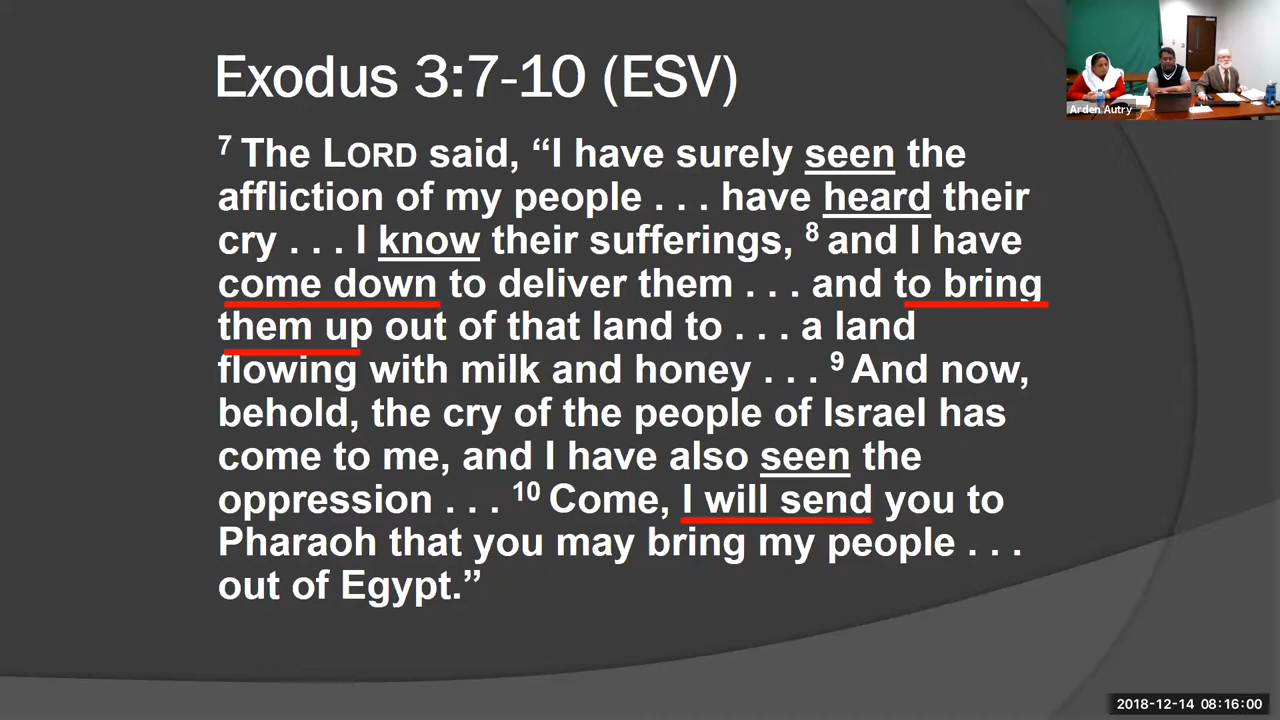 Exodus 3:7-10 (ESV)
7 The LORD said, “I have surely seen the
affliction of my people . . . have heard their
cry . . . I know their sufferings, 8 and I have
come down to deliver them . . . and to bring
them up out of that land to . . . a land
flowing with milk and honey . . . 9 And now,
behold, the cry of the people of Israel has
come to me, and I have also seen the
oppression . . . 10 Come, I will send you to
Pharaoh that you may bring my people . . .
out of Egypt.”
Arden Autry
2018-12-14 08:16:00